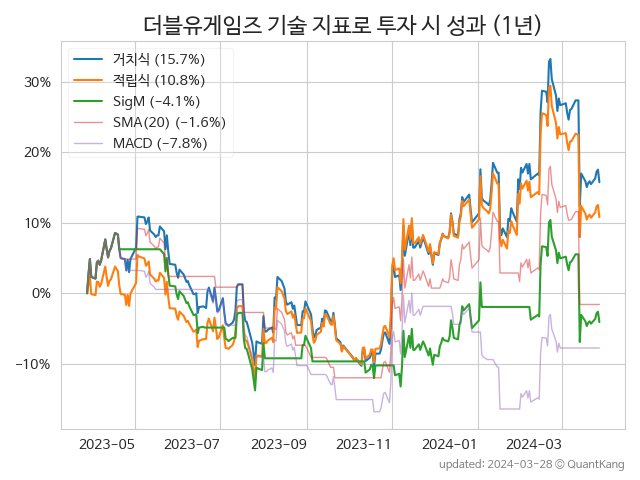 더블유게임즈 기술 지표로 투자 시 성과 (1년)
거치식 (15.7%)
적립식 (10.8%)
SigM (−4.1%)
SMA(20) (−1.6%)
MACD (−7.8%)
30%
20%
10%
0%
−10%
2023-05
2023-07
2023-09
2023-11
2024-01
2024-03
updated: 2024-03-28 © QuantKang